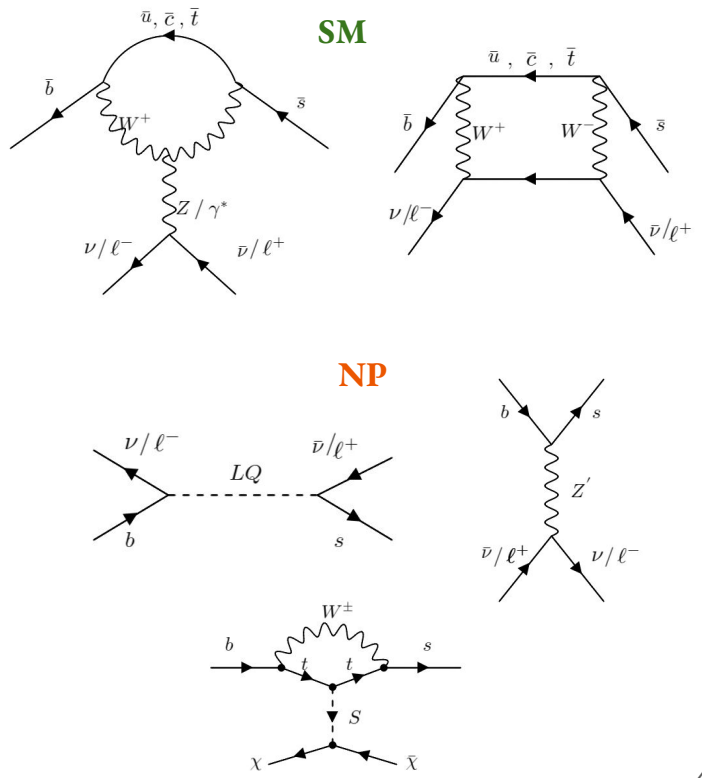 SM
ū, c̄, t̄
b̄
s̄
W⁺
Z / γ*
ν / ℓ⁻
ν̄ / ℓ⁺
ū , c̄ , t̄
b̄
s̄
W⁺
W⁻
ν/ℓ⁻
ν̄/ℓ⁺
NP
ν/ℓ⁻
ν̄/ℓ⁺
LQ
b
s
b
s
Z′
ν̄/ℓ⁺
ν/ℓ⁻
W±
b
t
t
s
S
χ
χ̄